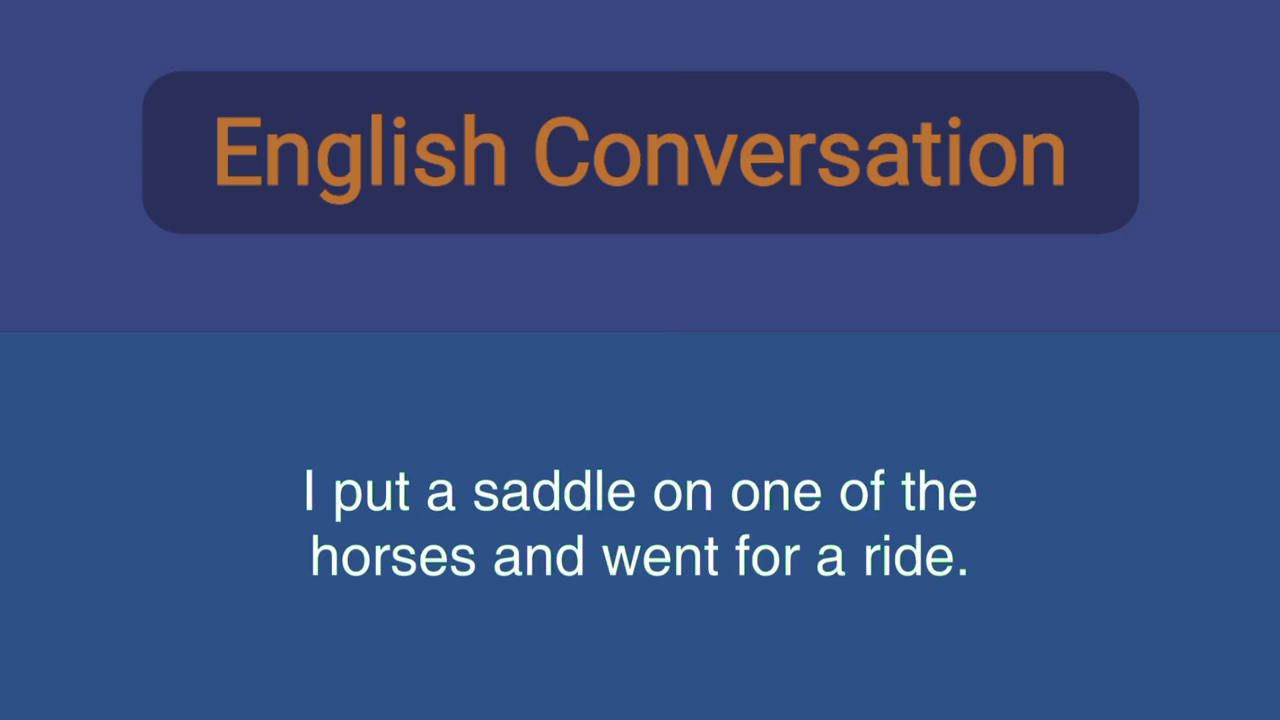 English Conversation
I put a saddle on one of the
horses and went for a ride.